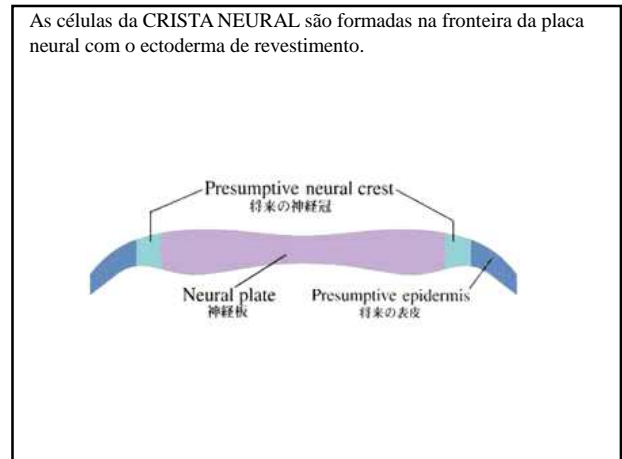 As células da CRISTA NEURAL são formadas na fronteira da placa
neural com o ectoderma de revestimento.
Presumptive neural crest
将来の神経冠
Neural plate
神経板
Presumptive epidermis
将来の表皮